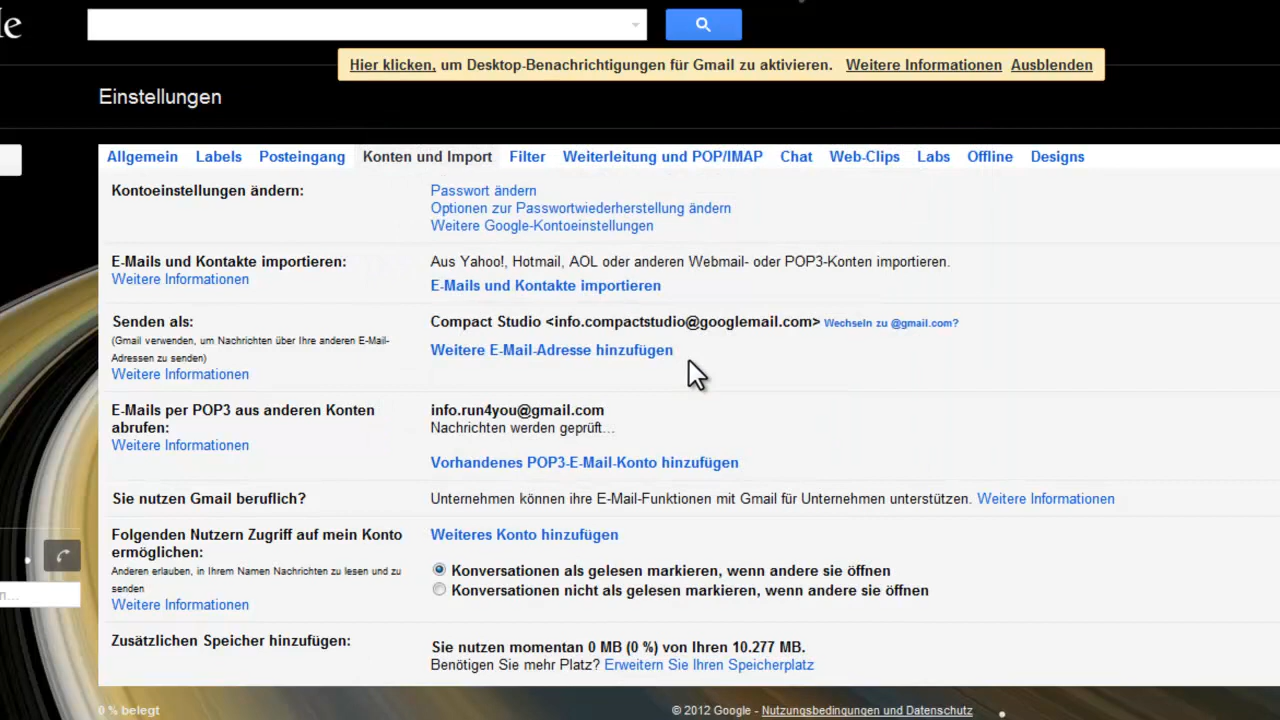 le
Hier klicken, um Desktop-Benachrichtigungen für Gmail zu aktivieren. Weitere Informationen Ausblenden
Einstellungen
Allgemein Labels Posteingang Konten und Import Filter Weiterleitung und POP/IMAP Chat Web-Clips Labs Offline Designs
Kontoeinstellungen ändern:
Passwort ändern
Optionen zur Passwortwiederherstellung ändern
Weitere Google-Kontoeinstellungen
E-Mails und Kontakte importieren:
Weitere Informationen
Aus Yahoo!, Hotmail, AOL oder anderen Webmail- oder POP3-Konten importieren.
E-Mails und Kontakte importieren
Senden als:
(Gmail verwenden, um Nachrichten über Ihre anderen E-Mail-
Adressen zu senden)
Weitere Informationen
Compact Studio <info.compactstudio@googlemail.com> Wechseln zu @gmail.com?
Weitere E-Mail-Adresse hinzufügen
E-Mails per POP3 aus anderen Konten
abrufen:
Weitere Informationen
info.run4you@gmail.com
Nachrichten werden geprüft...
Vorhandenes POP3-E-Mail-Konto hinzufügen
Sie nutzen Gmail beruflich?
Unternehmen können ihre E-Mail-Funktionen mit Gmail für Unternehmen unterstützen. Weitere Informationen
Folgenden Nutzern Zugriff auf mein Konto
ermöglichen:
Anderen erlauben, in Ihrem Namen Nachrichten zu lesen und zu
senden
Weitere Informationen
Weiteres Konto hinzufügen
Konversationen als gelesen markieren, wenn andere sie öffnen
Konversationen nicht als gelesen markieren, wenn andere sie öffnen
n...
Zusätzlichen Speicher hinzufügen:
Sie nutzen momentan 0 MB (0 %) von Ihren 10.277 MB.
Benötigen Sie mehr Platz? Erweitern Sie Ihren Speicherplatz
0 % belegt
© 2012 Google - Nutzungsbedingungen und Datenschutz